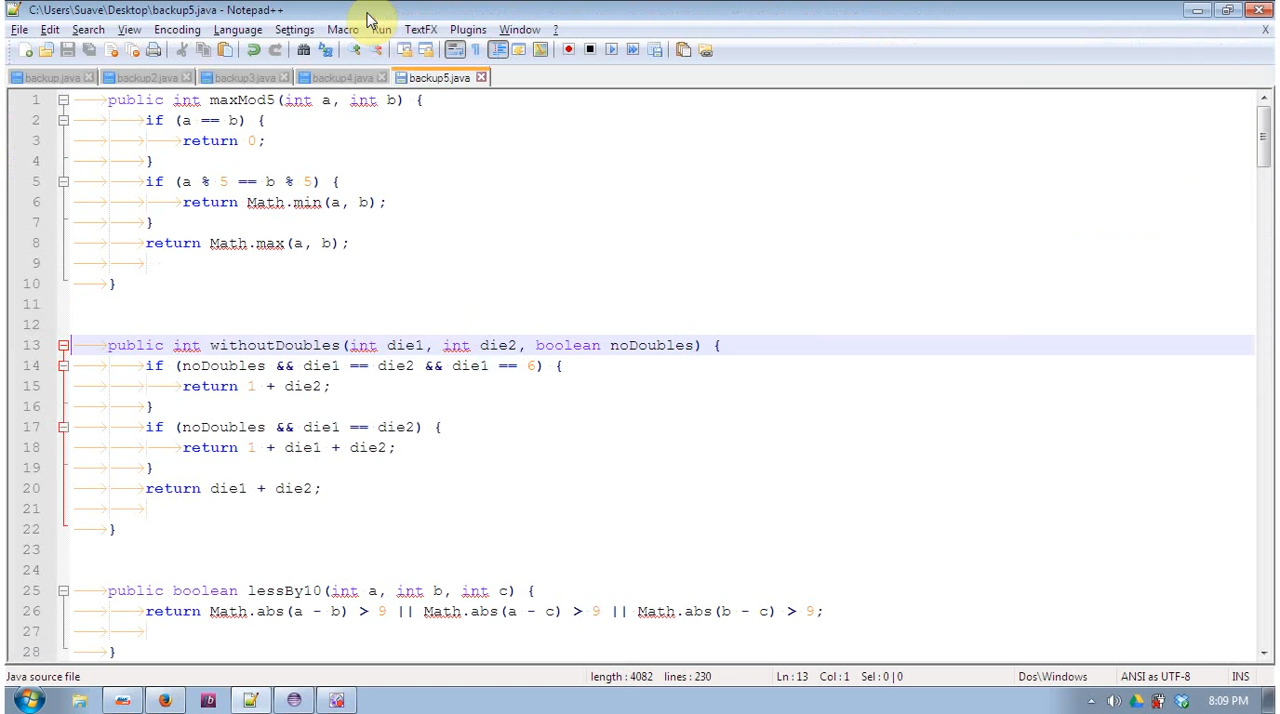 C:\Users\Suave\Desktop\backup5.java - Notepad++
File Edit Search View Encoding Language Settings Macro Run TextFX Plugins Window ? X
backup.java backup2.java backup3.java backup4.java backup5.java
1 public int maxMod5(int a, int b) {
2 if (a == b) {
3 return 0;
4 }
5 if (a % 5 == b % 5) {
6 return Math.min(a, b);
7 }
8 return Math.max(a, b);
9
10 }
11
12
13 public int withoutDoubles(int die1, int die2, boolean noDoubles) {
14 if (noDoubles && die1 == die2 && die1 == 6) {
15 return 1 + die2;
16 }
17 if (noDoubles && die1 == die2) {
18 return 1 + die1 + die2;
19 }
20 return die1 + die2;
21
22 }
23
24
25 public boolean lessBy10(int a, int b, int c) {
26 return Math.abs(a - b) > 9 || Math.abs(a - c) > 9 || Math.abs(b - c) > 9;
27
28 }
Java source file length : 4082 lines : 230 Ln : 13 Col : 1 Sel : 0 | 0 Dos\Windows ANSI as UTF-8 INS
8:09 PM